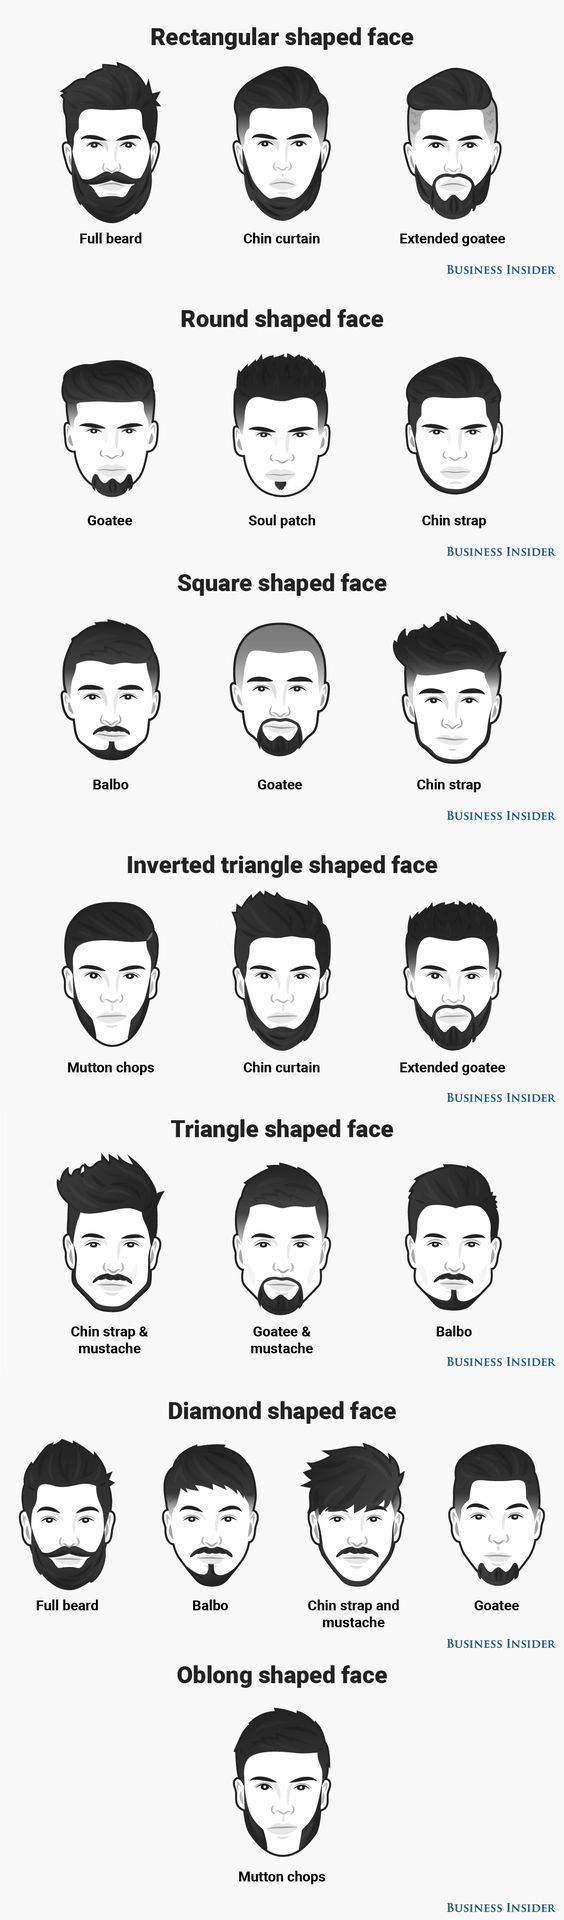 Rectangular shaped face
Full beard
Chin curtain
Extended goatee
BUSINESS INSIDER
Round shaped face
Goatee
Soul patch
Chin strap
BUSINESS INSIDER
Square shaped face
Balbo
Goatee
Chin strap
BUSINESS INSIDER
Inverted triangle shaped face
Mutton chops
Chin curtain
Extended goatee
BUSINESS INSIDER
Triangle shaped face
Chin strap &
mustache
Goatee &
mustache
Balbo
BUSINESS INSIDER
Diamond shaped face
Full beard
Balbo
Chin strap and
mustache
Goatee
BUSINESS INSIDER
Oblong shaped face
Mutton chops
BUSINESS INSIDER